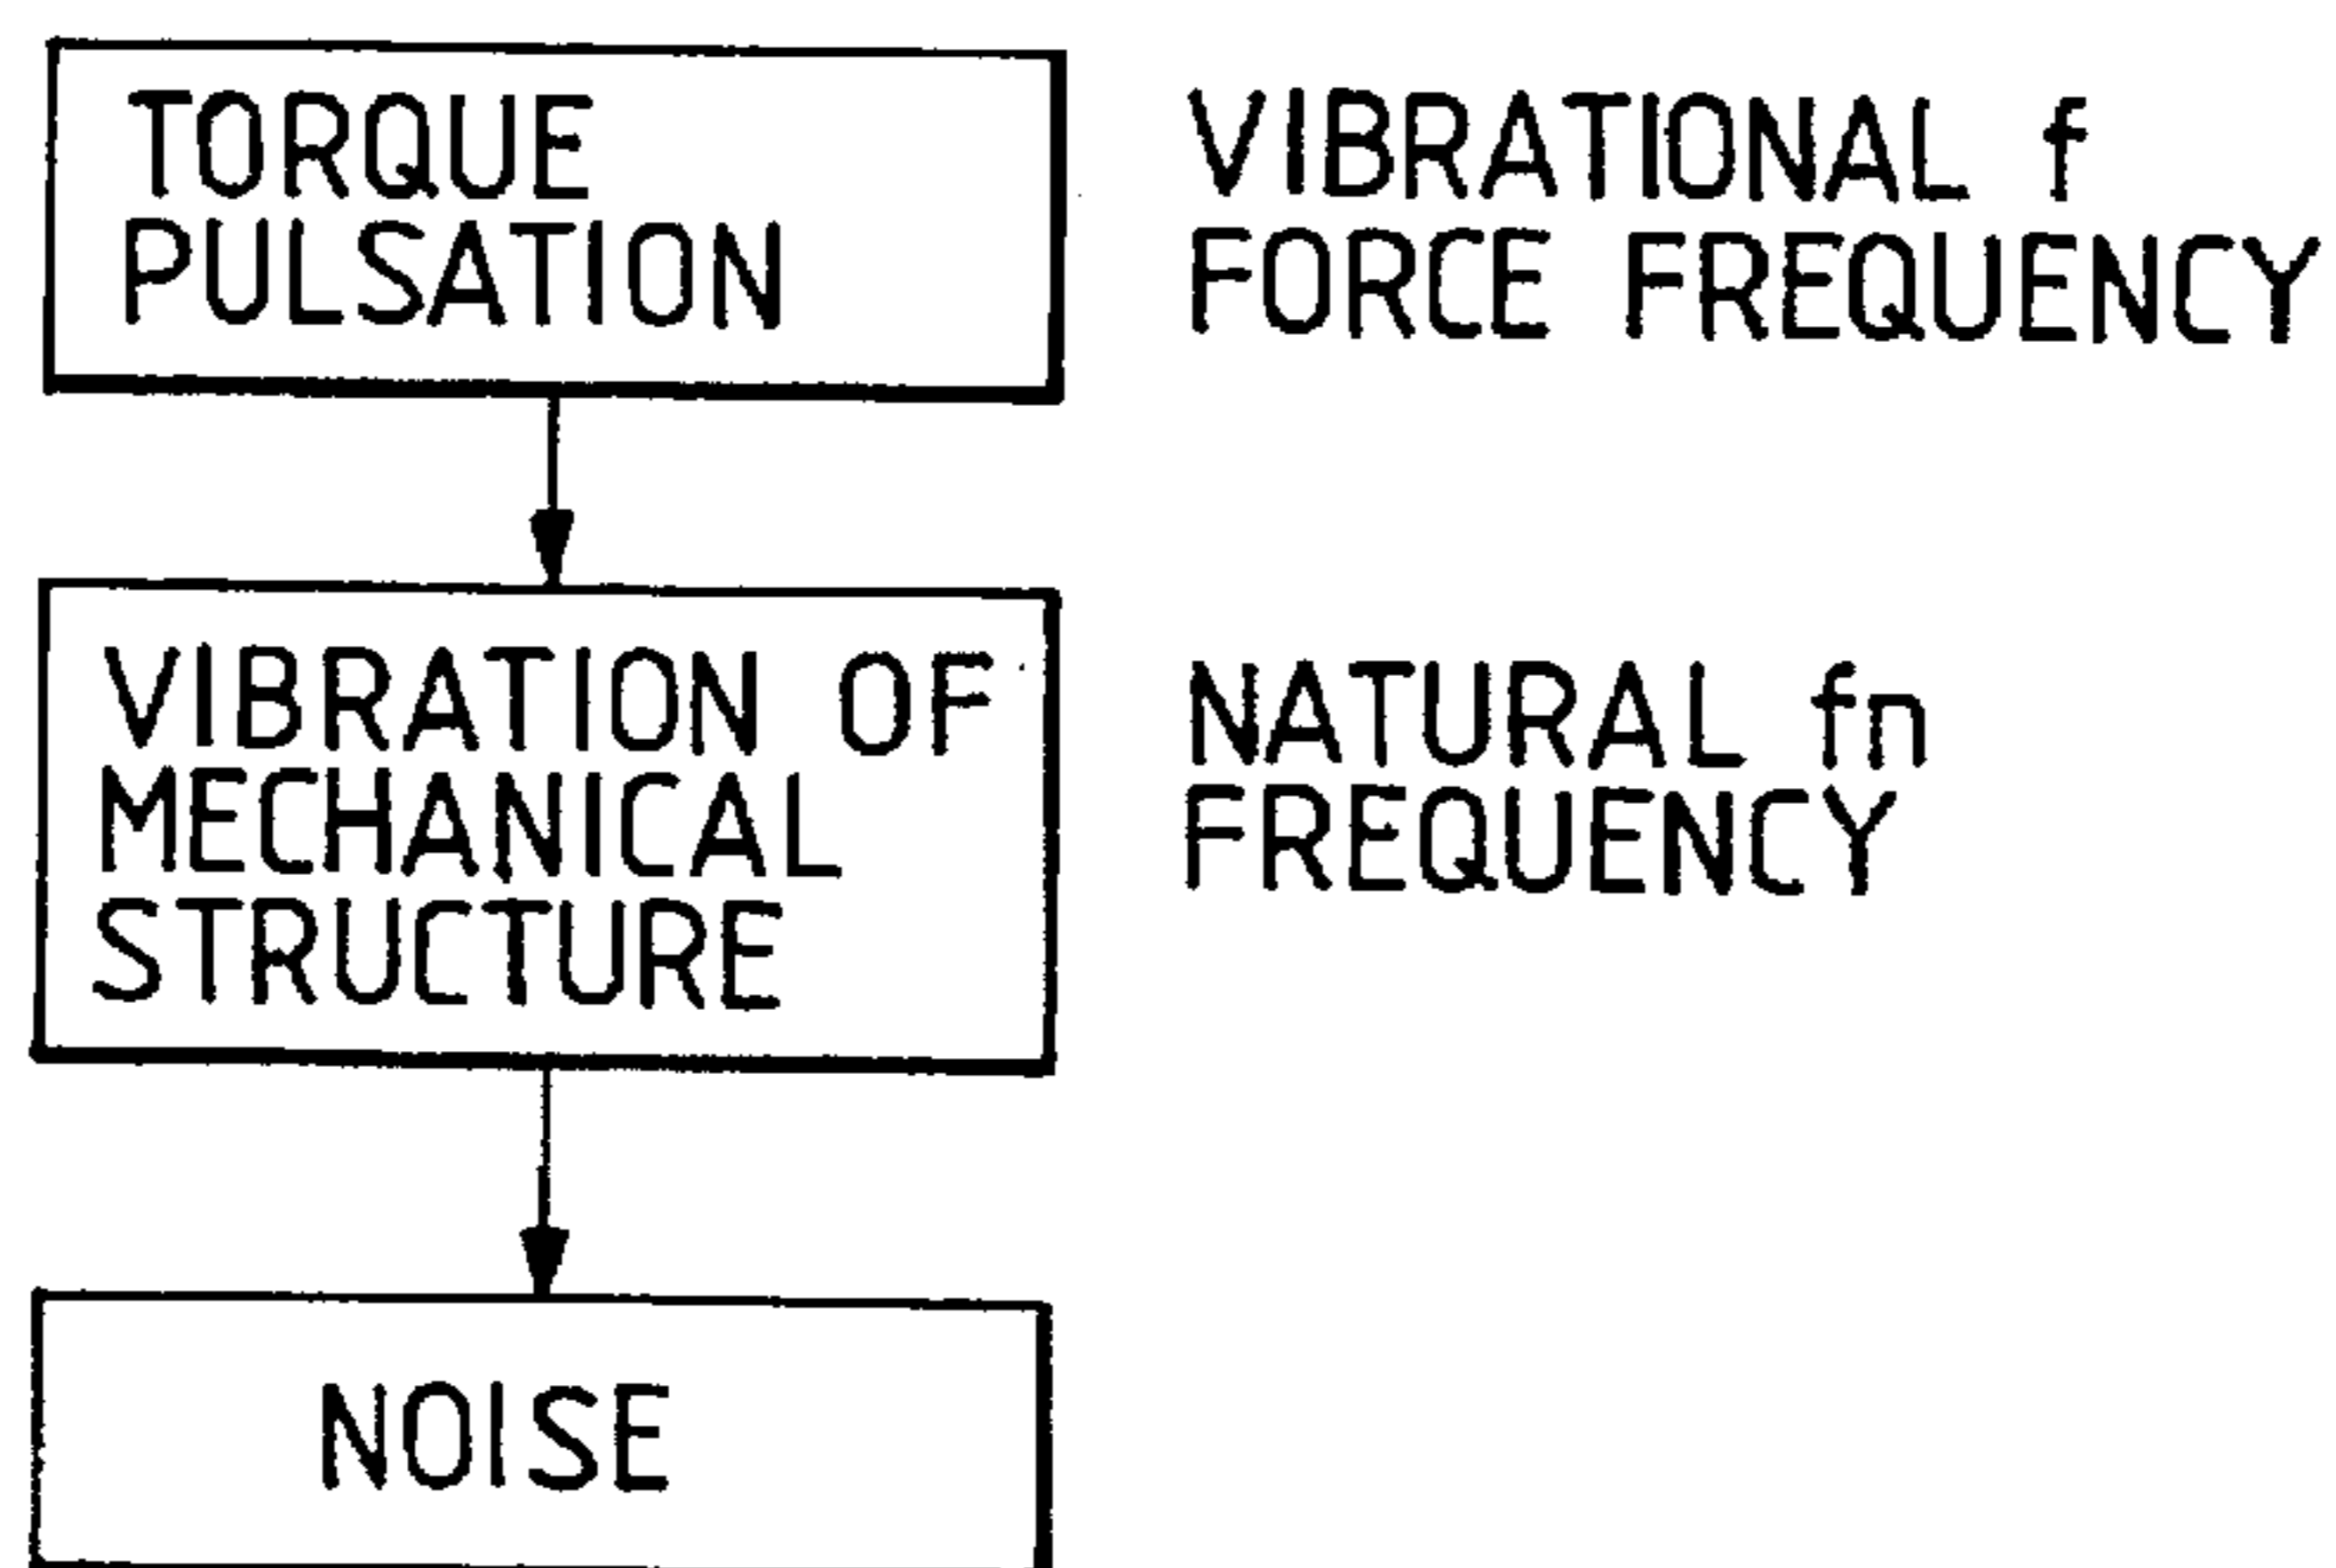 TORQUE
PULSATION
VIBRATIONAL f
FORCE FREQUENCY
VIBRATION OF
MECHANICAL
STRUCTURE
NATURAL fn
FREQUENCY
NOISE